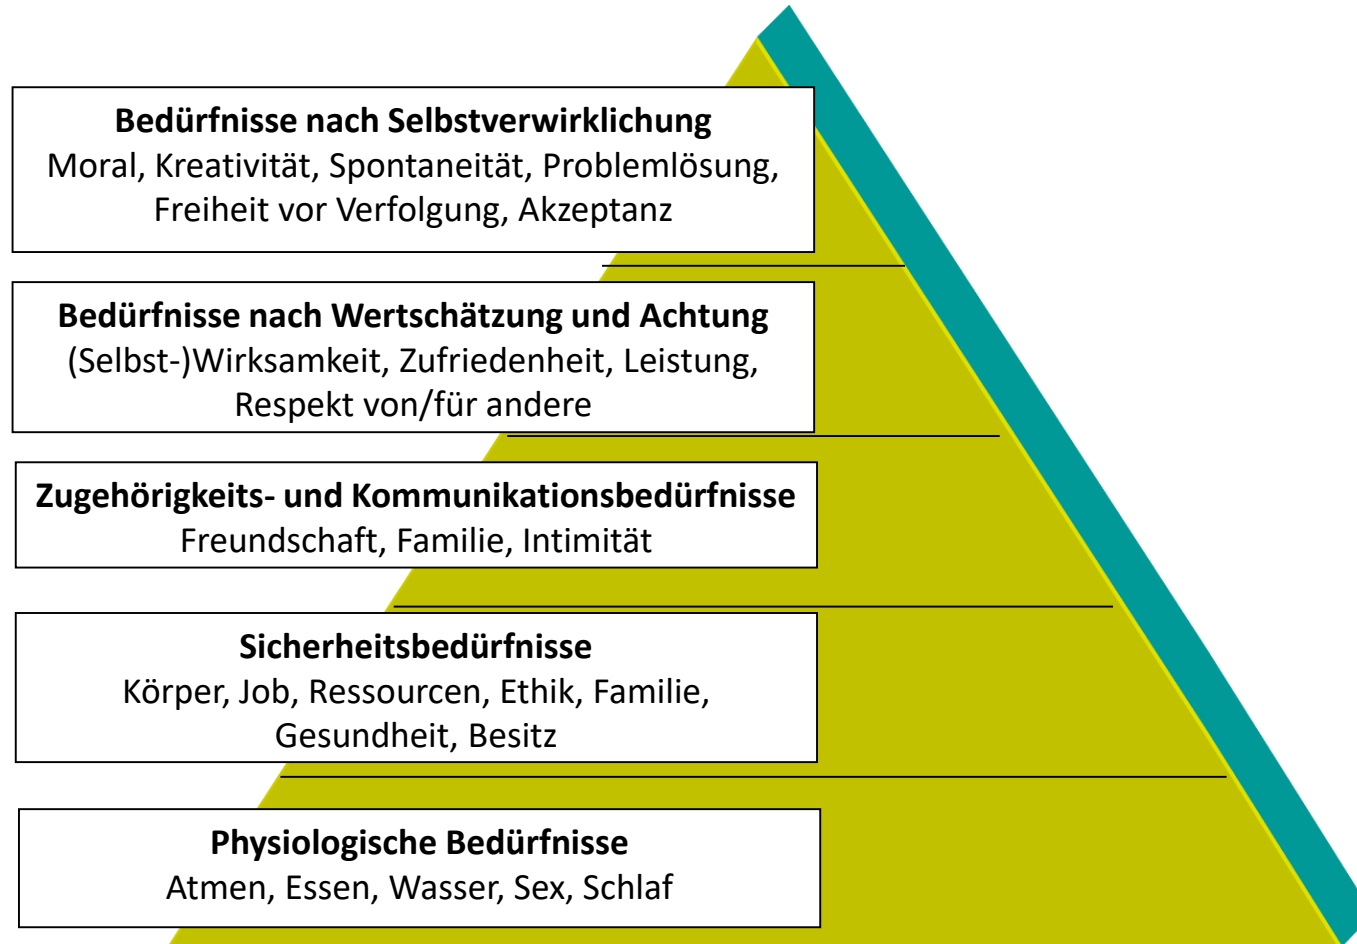 Bedürfnisse nach Selbstverwirklichung
Moral, Kreativität, Spontaneität, Problemlösung,
Freiheit vor Verfolgung, Akzeptanz
Bedürfnisse nach Wertschätzung und Achtung
(Selbst-)Wirksamkeit, Zufriedenheit, Leistung,
Respekt von/für andere
Zugehörigkeits- und Kommunikationsbedürfnisse
Freundschaft, Familie, Intimität
Sicherheitsbedürfnisse
Körper, Job, Ressourcen, Ethik, Familie,
Gesundheit, Besitz
Physiologische Bedürfnisse
Atmen, Essen, Wasser, Sex, Schlaf